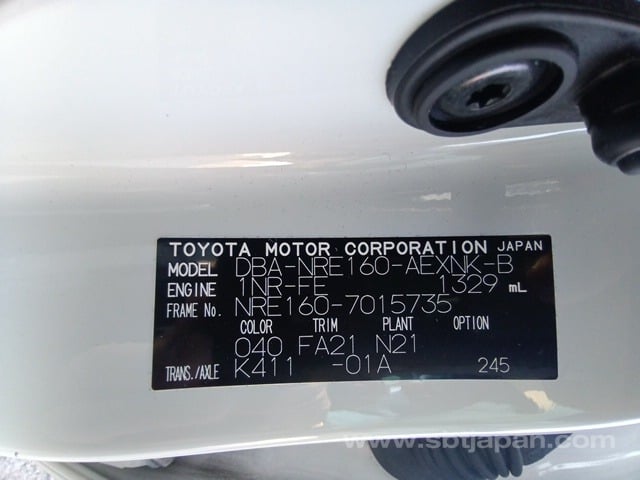 TOYOTA MOTOR CORPORATION JAPAN
MODEL DBA-NRE160-AEXNK-B
ENGINE 1NR-FE 1329 mL
FRAME No. NRE160-7015735
COLOR TRIM PLANT OPTION
040 FA21 N21
TRANS./AXLE K411 -01A 245
www.sbtjapan.com